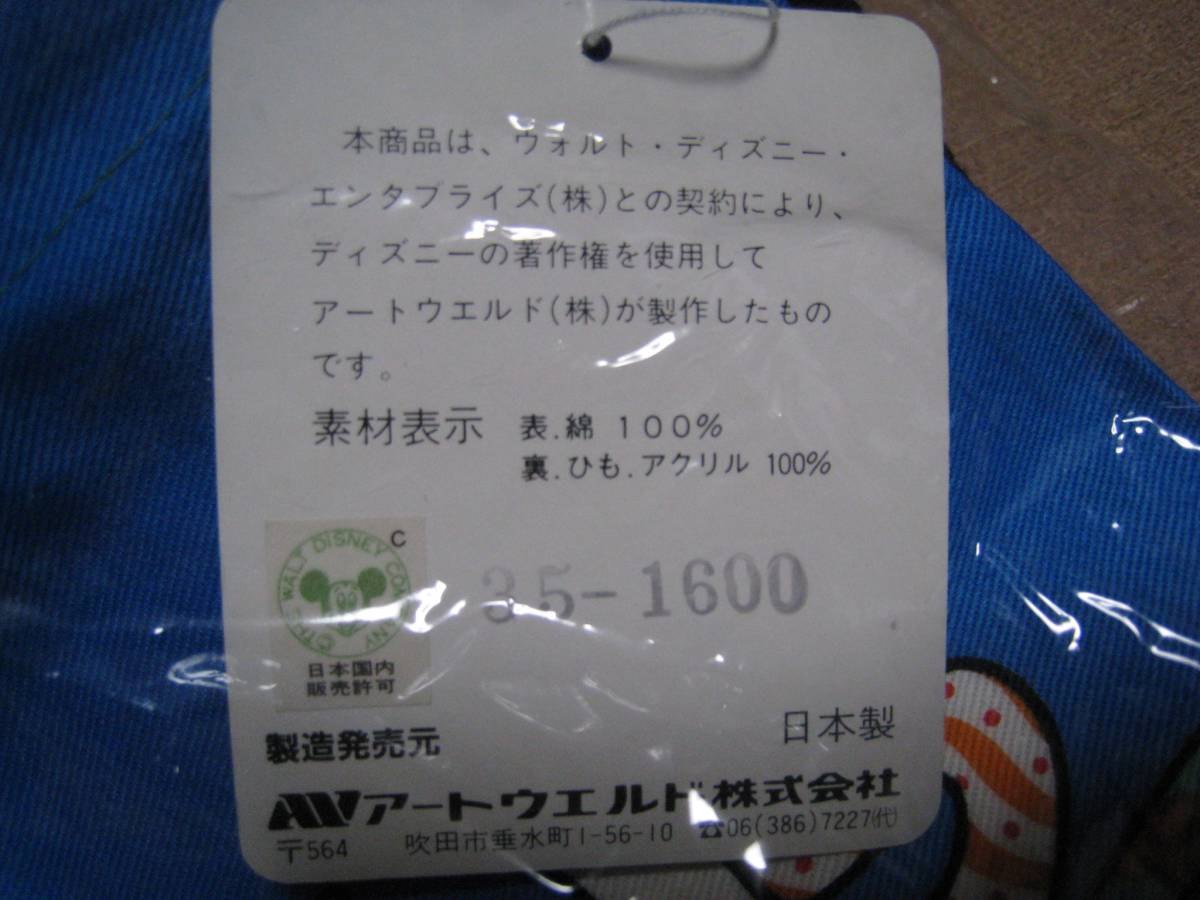 本商品は、ウォルト・ディズニー・
エンタプライズ(株)との契約により、
ディズニーの著作権を使用して
アートウエルド(株)が製作したもの
です。
素材表示 表.綿 100%
裏.ひも.アクリル 100%
C
©THE WALT DISNEY COMPANY
日本国内
販売許可
35-1600
日本製
製造発売元
AW アートウエルド株式会社
〒564 吹田市垂水町1-56-10 ☎06(386)7227(代)